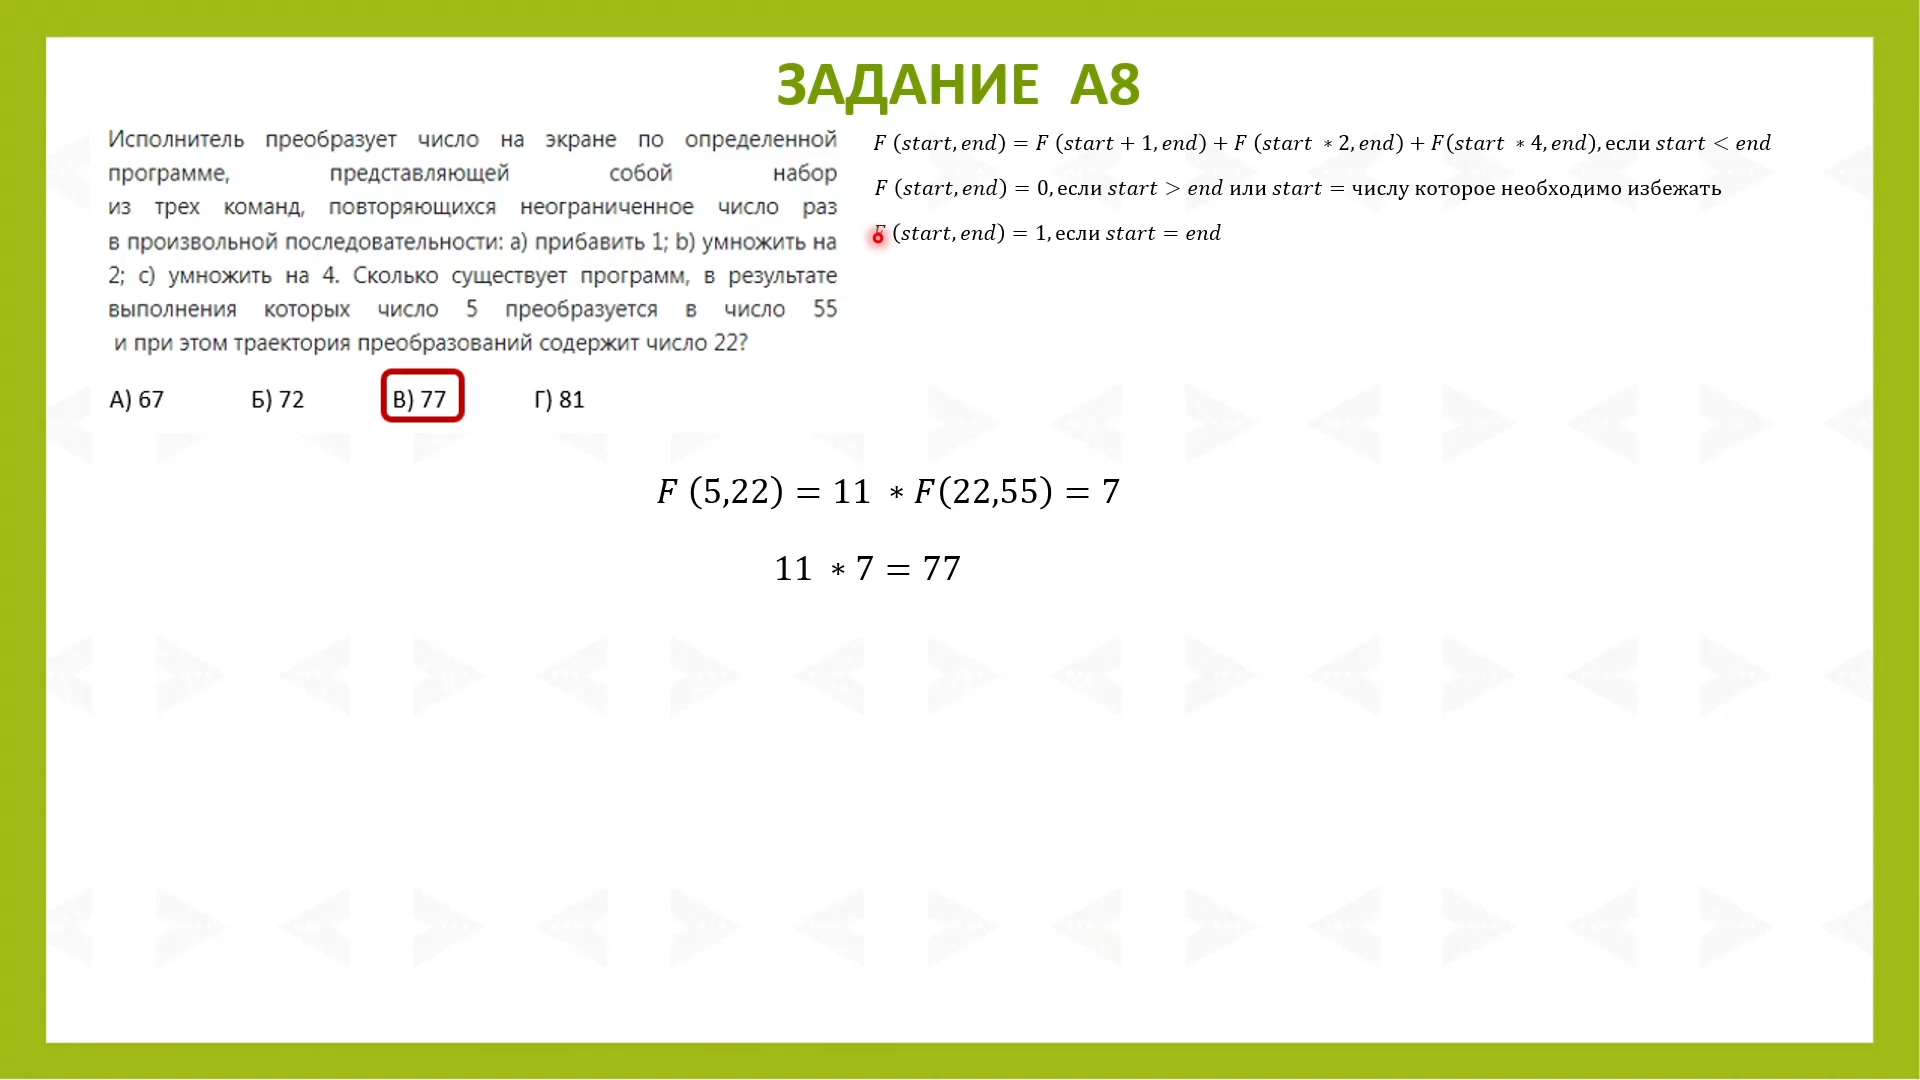 ЗАДАНИЕ А8
Исполнитель преобразует число на экране по определенной
программе, представляющей собой набор
из трех команд, повторяющихся неограниченное число раз
в произвольной последовательности: a) прибавить 1; b) умножить на
2; c) умножить на 4. Сколько существует программ, в результате
выполнения которых число 5 преобразуется в число 55
и при этом траектория преобразований содержит число 22?
А) 67 Б) 72 В) 77 Г) 81
F (start, end) = F (start + 1, end) + F (start * 2, end) + F(start * 4, end), если start < end
F (start, end) = 0, если start > end или start = числу которое необходимо избежать
F (start, end) = 1, если start = end
F (5,22) = 11 * F(22,55) = 7
11 * 7 = 77